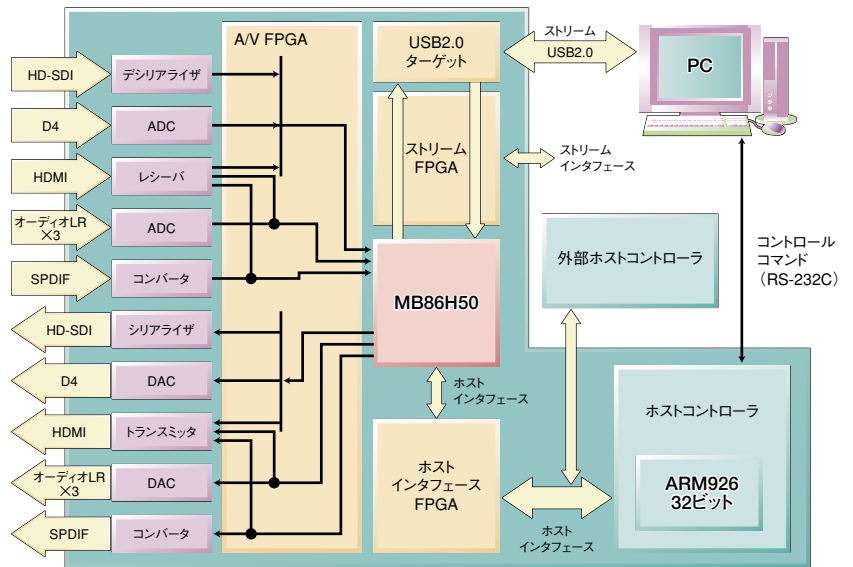 A/V FPGA
HD-SDI
デシリアライザ
D4
ADC
HDMI
レシーバ
オーディオLR
×3
ADC
SPDIF
コンバータ
HD-SDI
シリアライザ
D4
DAC
HDMI
トランスミッタ
オーディオLR
×3
DAC
SPDIF
コンバータ
USB2.0
ターゲット
ストリーム
USB2.0
PC
ストリーム
FPGA
ストリーム
インタフェース
MB86H50
外部ホストコントローラ
コントロール
コマンド
(RS-232C)
ホスト
インタフェース
ホスト
インタフェース
FPGA
ホスト
インタフェース
ホストコントローラ
ARM926
32ビット